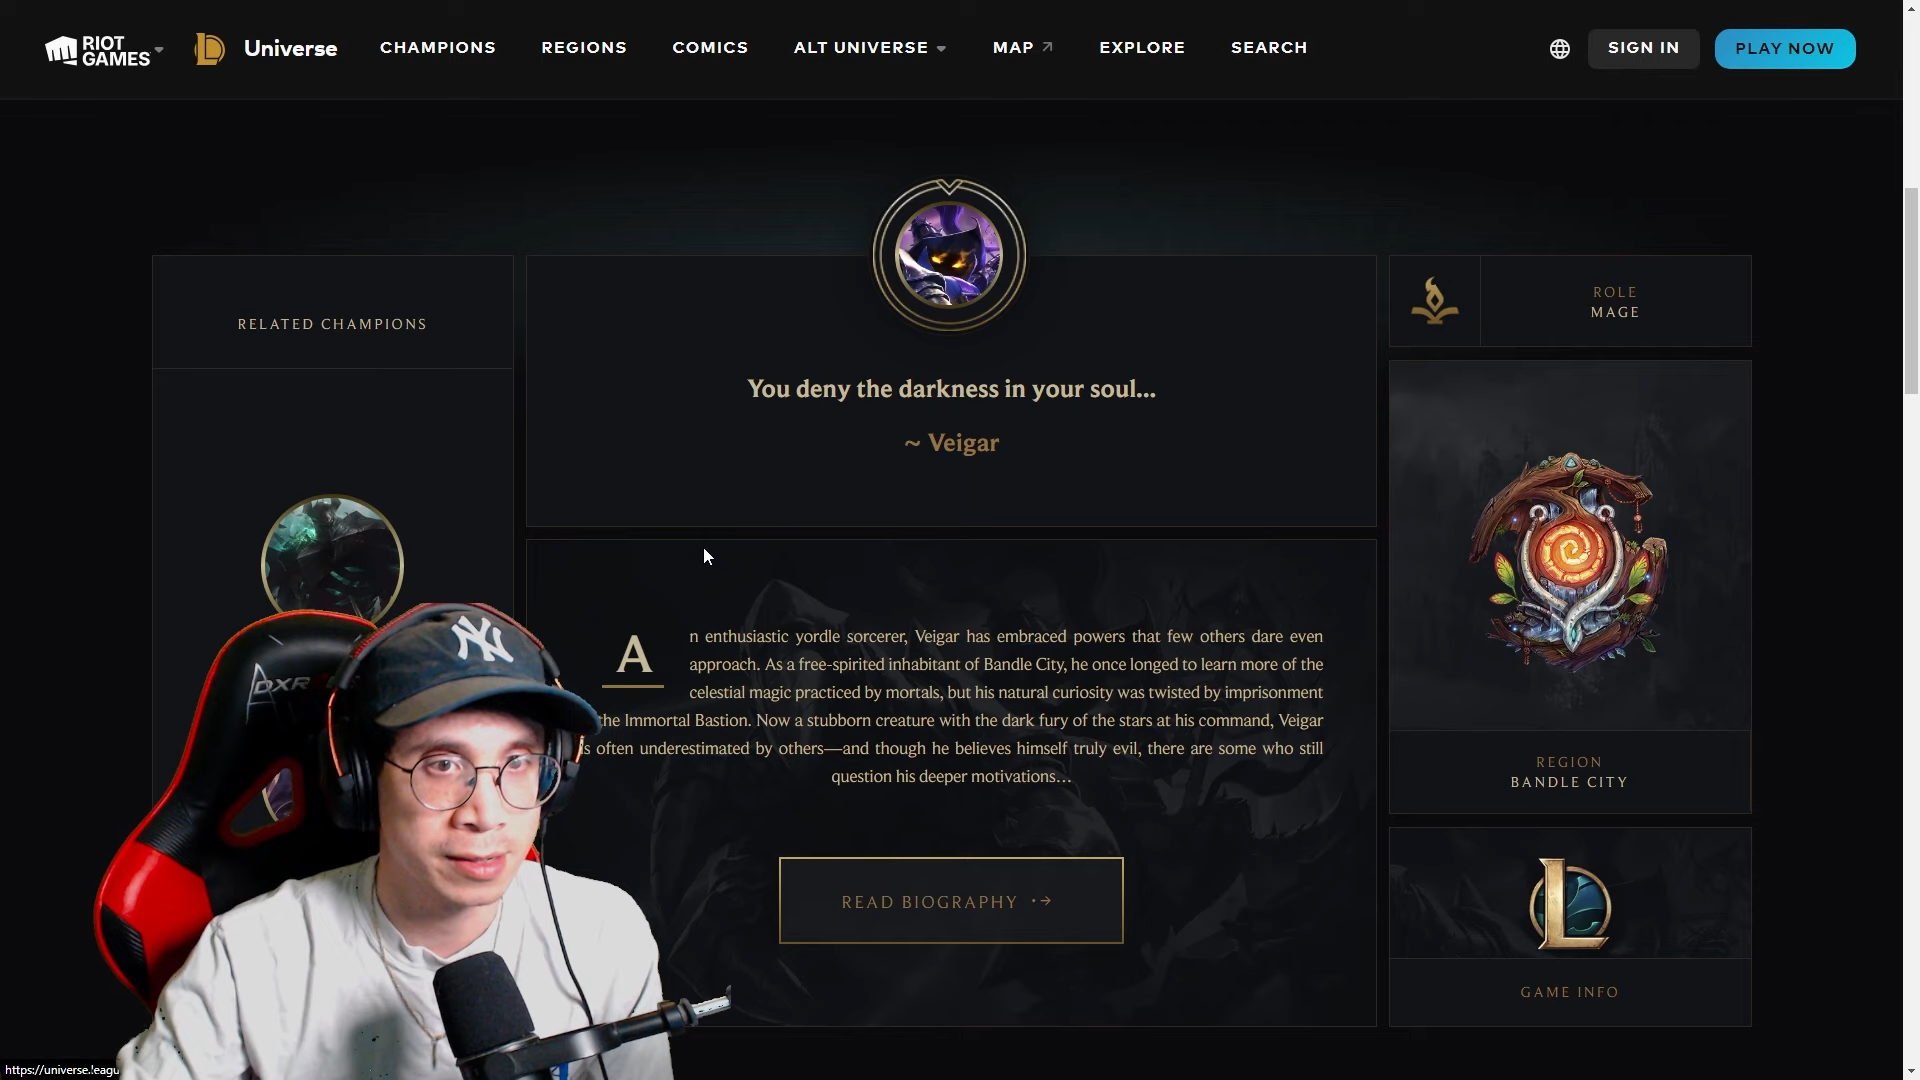 RIOT GAMES Universe CHAMPIONS REGIONS COMICS ALT UNIVERSE MAP EXPLORE SEARCH SIGN IN PLAY NOW
RELATED CHAMPIONS
You deny the darkness in your soul...
~ Veigar
An enthusiastic yordle sorcerer, Veigar has embraced powers that few others dare even
approach. As a free-spirited inhabitant of Bandle City, he once longed to learn more of the
celestial magic practiced by mortals, but his natural curiosity was twisted by imprisonment
the Immortal Bastion. Now a stubborn creature with the dark fury of the stars at his command, Veigar
s often underestimated by others—and though he believes himself truly evil, there are some who still
question his deeper motivations…
READ BIOGRAPHY
ROLE
MAGE
REGION
BANDLE CITY
GAME INFO
NY
DXR
https://universe.leagu